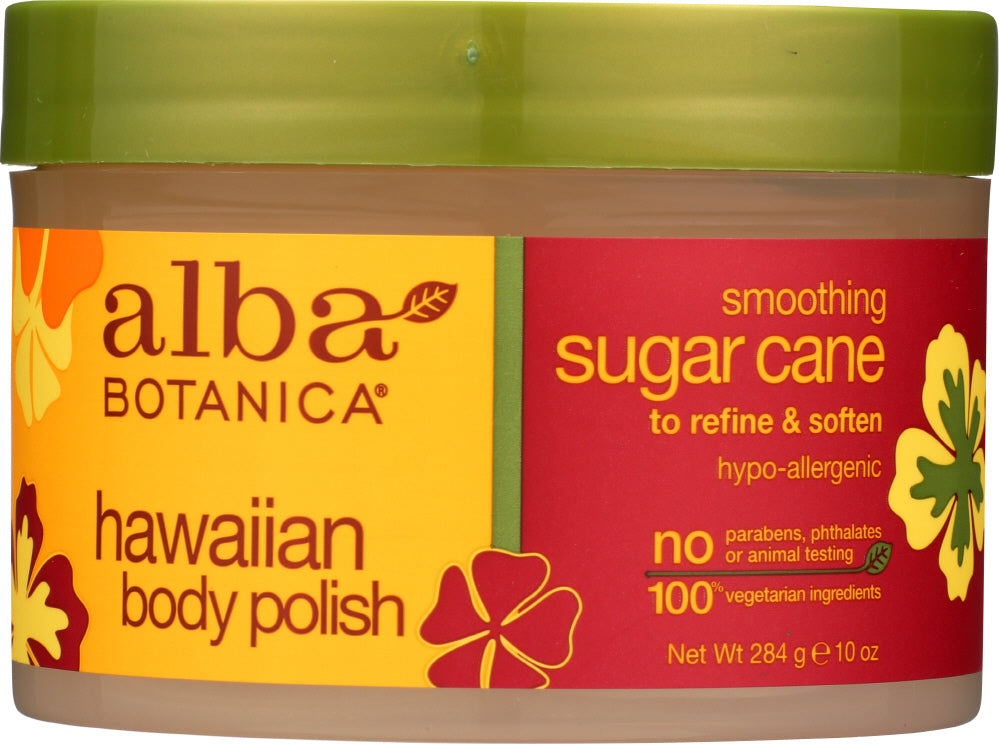 alba
BOTANICA®
hawaiian
body polish
smoothing
sugar cane
to refine & soften
hypo-allergenic
no parabens, phthalates
or animal testing
100% vegetarian ingredients
Net Wt 284 g ℮ 10 oz